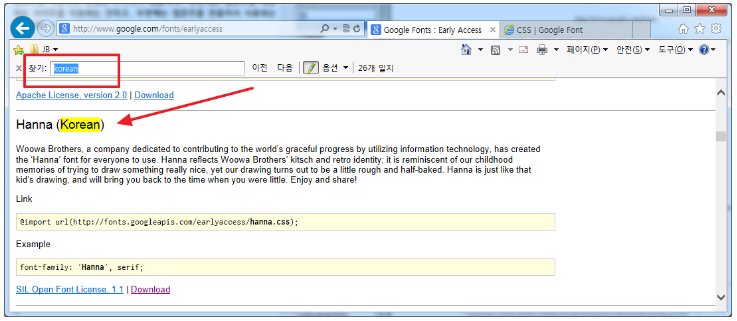 http://www.google.com/fonts/earlyaccess
Google Fonts : Early Access
CSS | Google Font
JB
페이지(P) 안전(S) 도구(O)
찾기: korean 이전 다음 옵션 26개 일치
Apache License, version 2.0 | Download
Hanna (Korean)
Woowa Brothers, a company dedicated to contributing to the world's graceful progress by utilizing information technology, has created
the 'Hanna' font for everyone to use. Hanna reflects Woowa Brothers' kitsch and retro identity; it is reminiscent of our childhood
memories of trying to draw something really nice, yet our drawing turns out to be a little rough and half-baked. Hanna is just like that
kid's drawing, and will bring you back to the time when you were little. Enjoy and share!
Link
@import url(http://fonts.googleapis.com/earlyaccess/hanna.css);
Example
font-family: 'Hanna', serif;
SIL Open Font License, 1.1 | Download